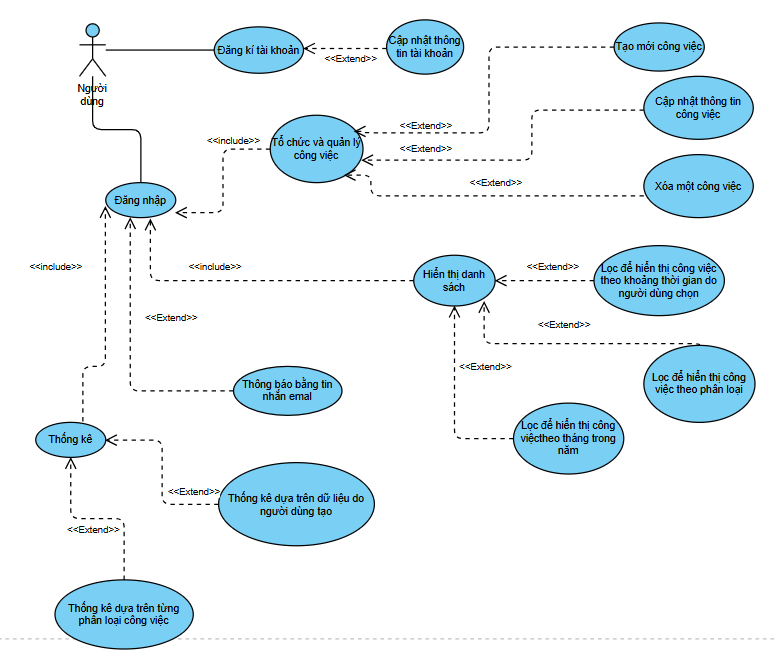 Người
dùng
Đăng kí tài khoản
<<Extend>>
Cập nhật thông
tin tài khoản
Tạo mới công việc
<<Extend>>
Cập nhật thông tin
công việc
<<Extend>>
<<include>>
Tổ chức và quản lý
công việc
<<Extend>>
Xóa một công việc
Đăng nhập
<<include>>
<<include>>
Hiển thị danh
sách
<<Extend>>
Lọc để hiển thị công việc
theo khoảng thời gian do
người dùng chọn
<<Extend>>
<<Extend>>
<<Extend>>
Lọc để hiển thị công
việc theo phân loại
Thông báo bằng tin
nhắn emal
Lọc để hiển thị công
việctheo tháng trong
năm
Thống kê
<<Extend>>
Thống kê dựa trên dữ liệu do
người dùng tạo
<<Extend>>
Thống kê dựa trên từng
phân loại công việc